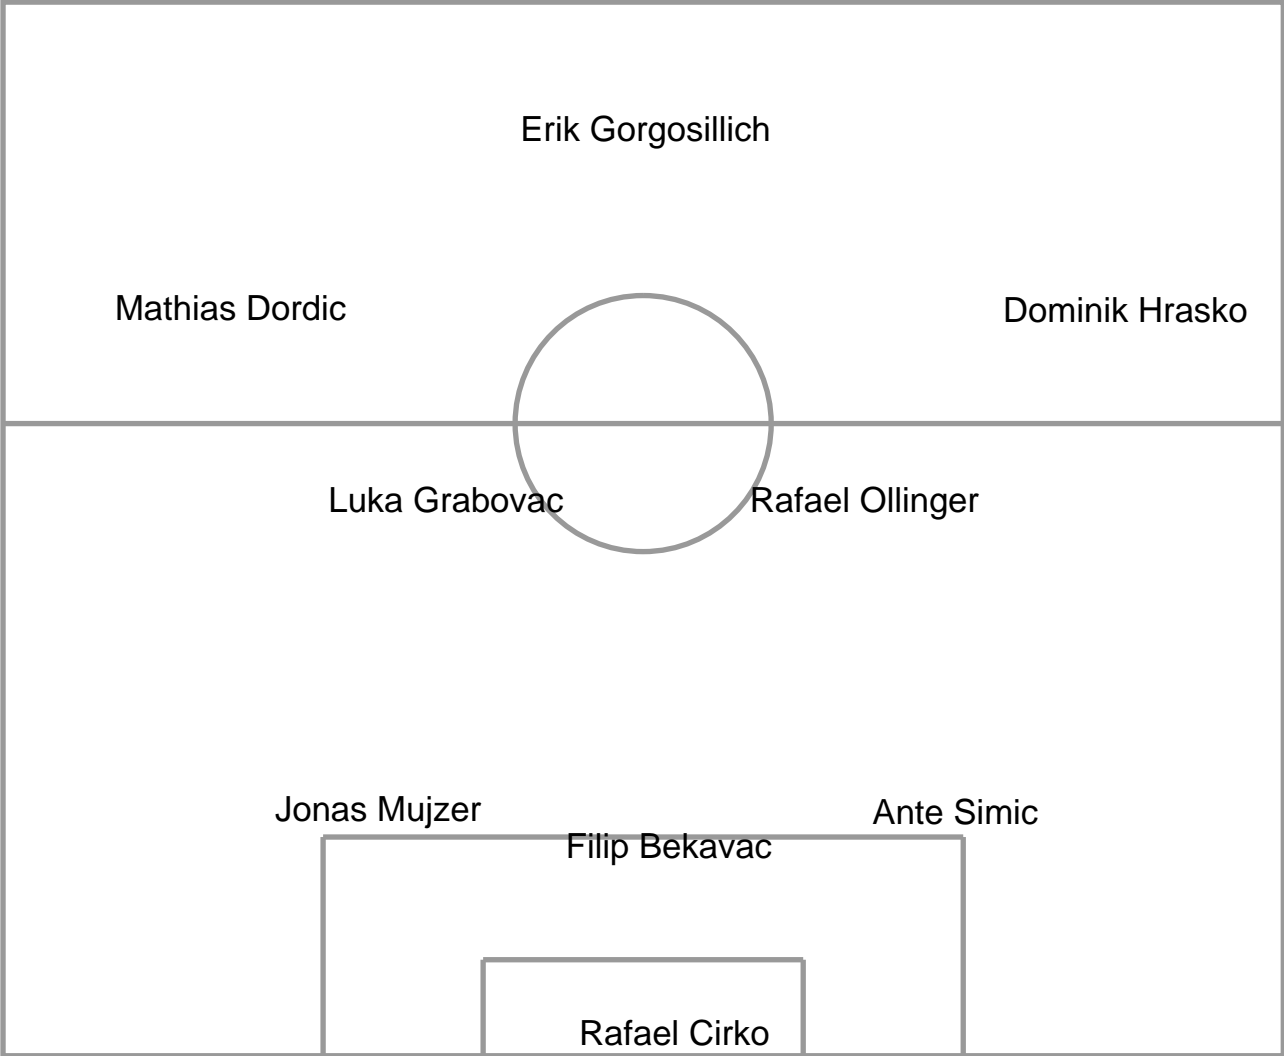 Erik Gorgosillich
Mathias Dordic
Dominik Hrasko
Luka Grabovac
Rafael Ollinger
Jonas Mujzer
Ante Simic
Filip Bekavac
Rafael Cirko